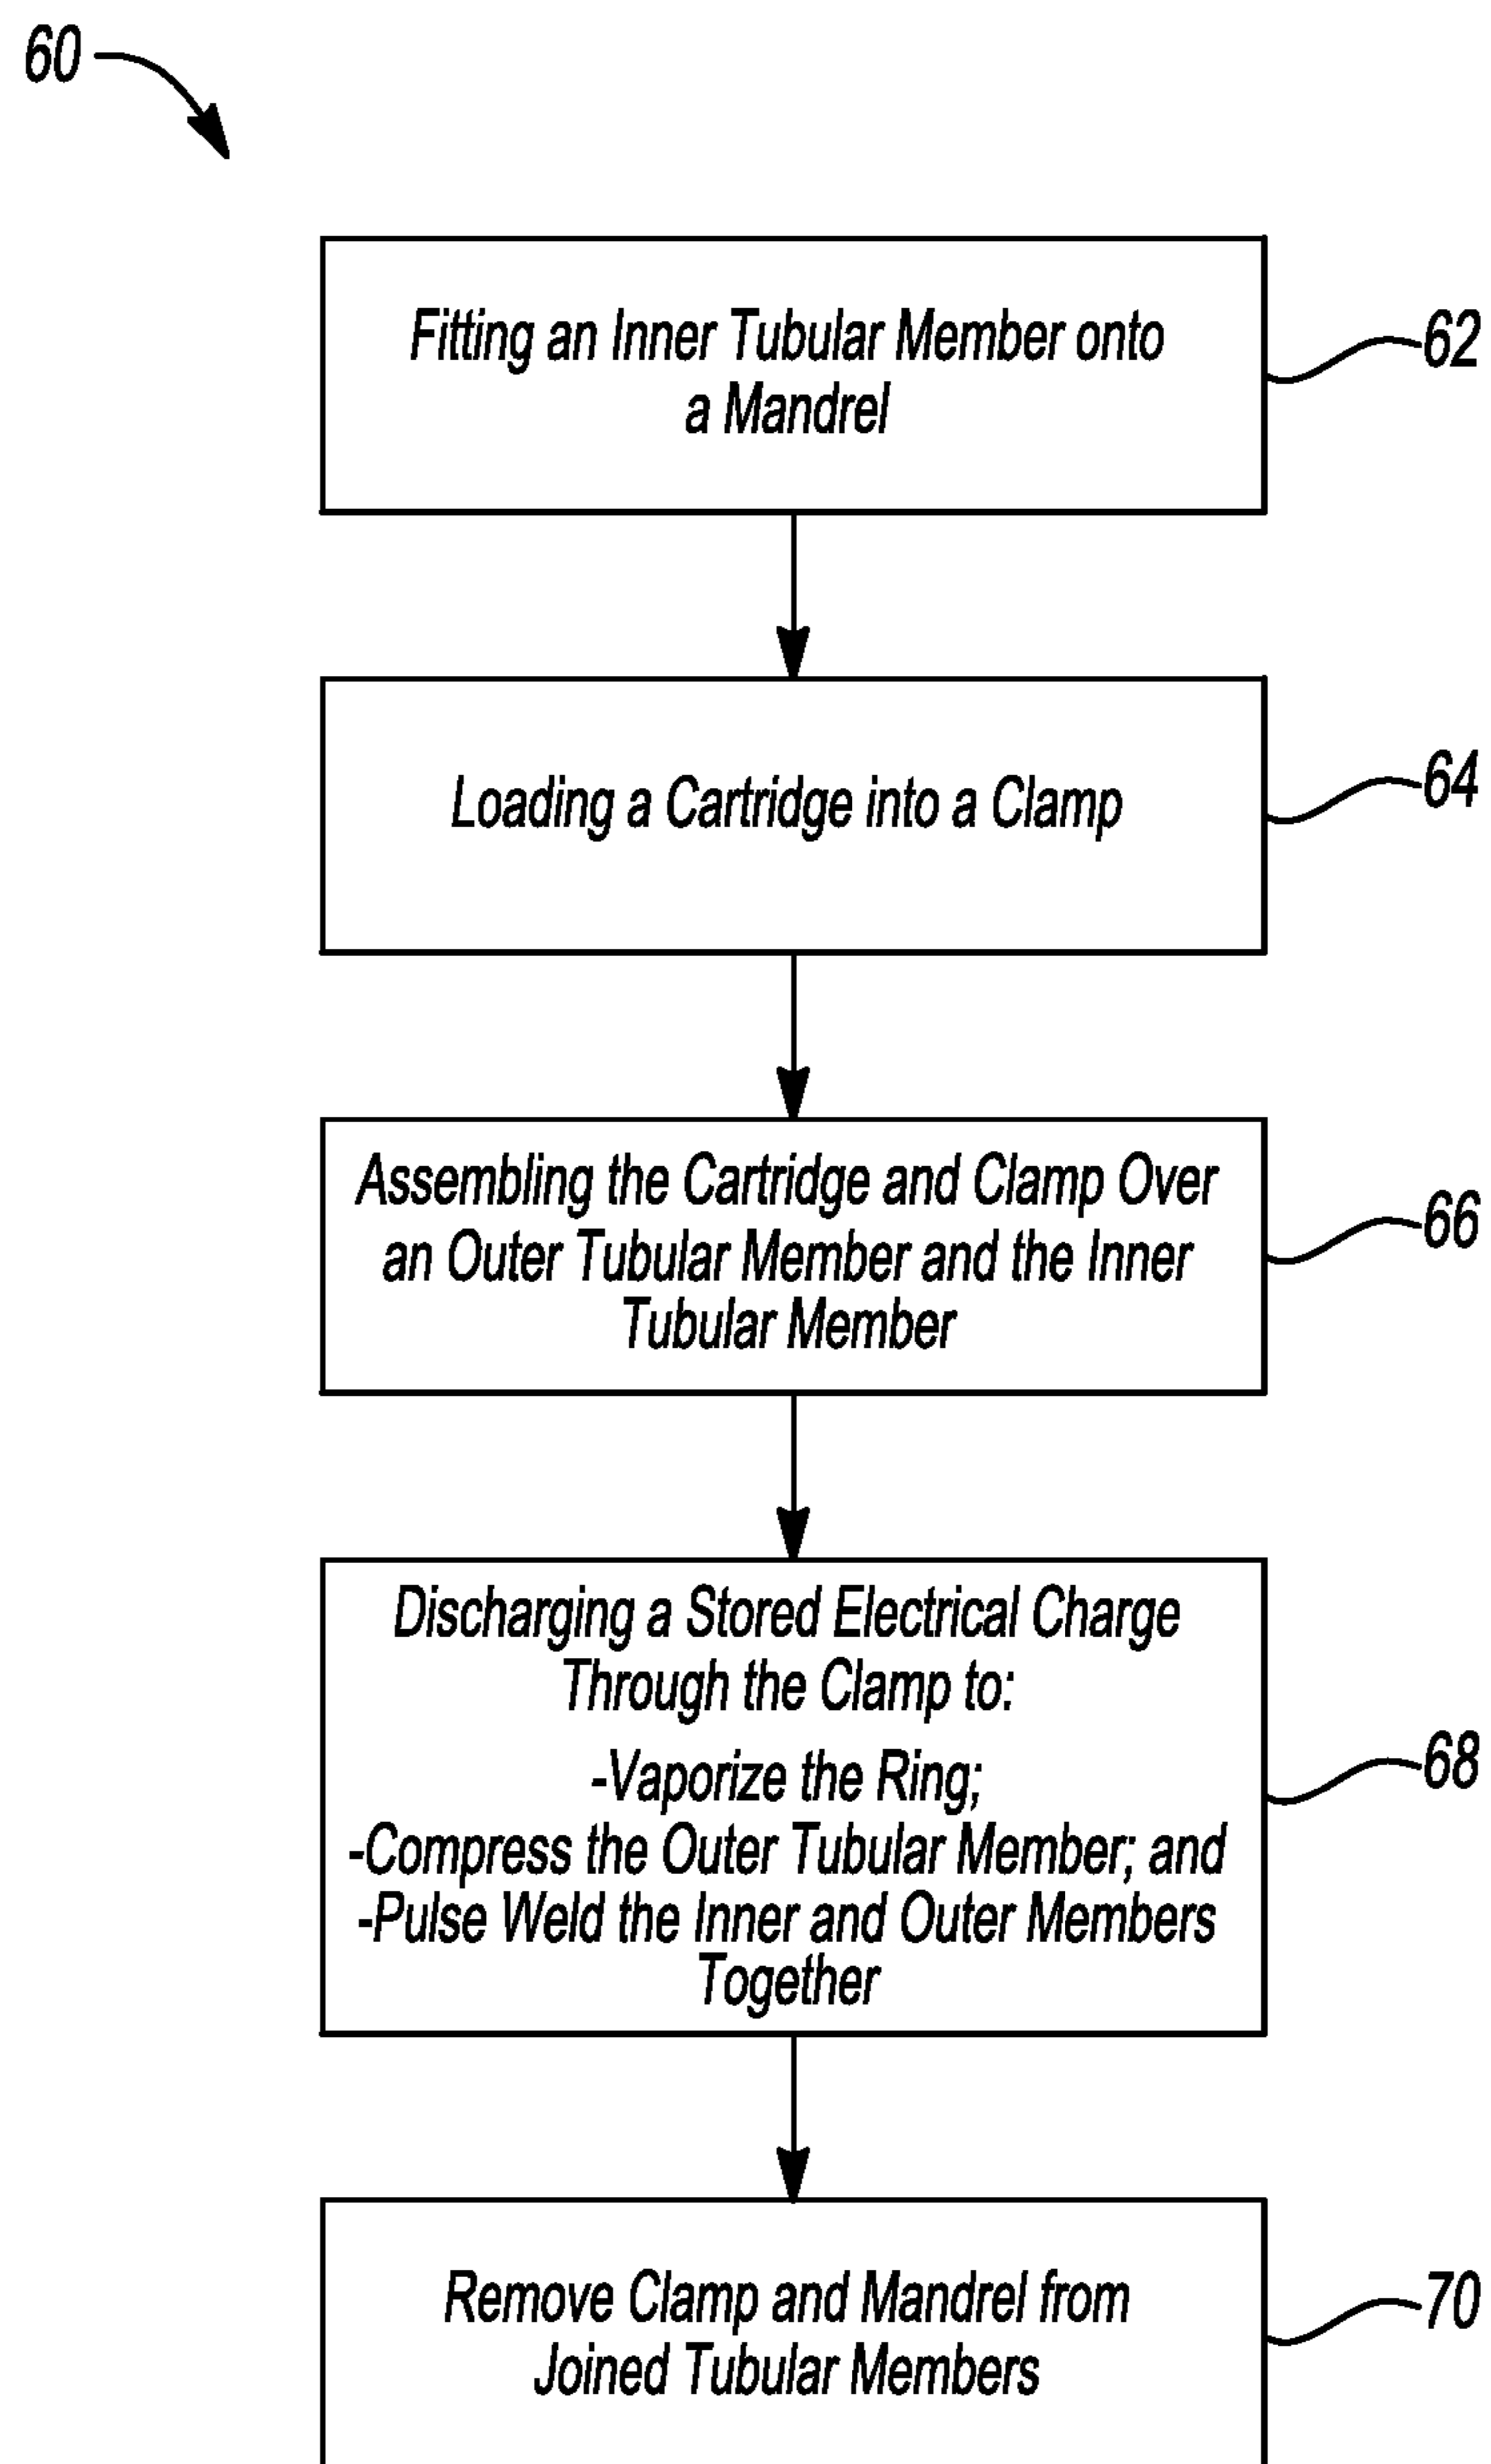 60
Fitting an Inner Tubular Member onto
a Mandrel
62
Loading a Cartridge into a Clamp
64
Assembling the Cartridge and Clamp Over
an Outer Tubular Member and the Inner
Tubular Member
66
Discharging a Stored Electrical Charge
Through the Clamp to:
-Vaporize the Ring;
-Compress the Outer Tubular Member; and
-Pulse Weld the Inner and Outer Members
Together
68
Remove Clamp and Mandrel from
Joined Tubular Members
70